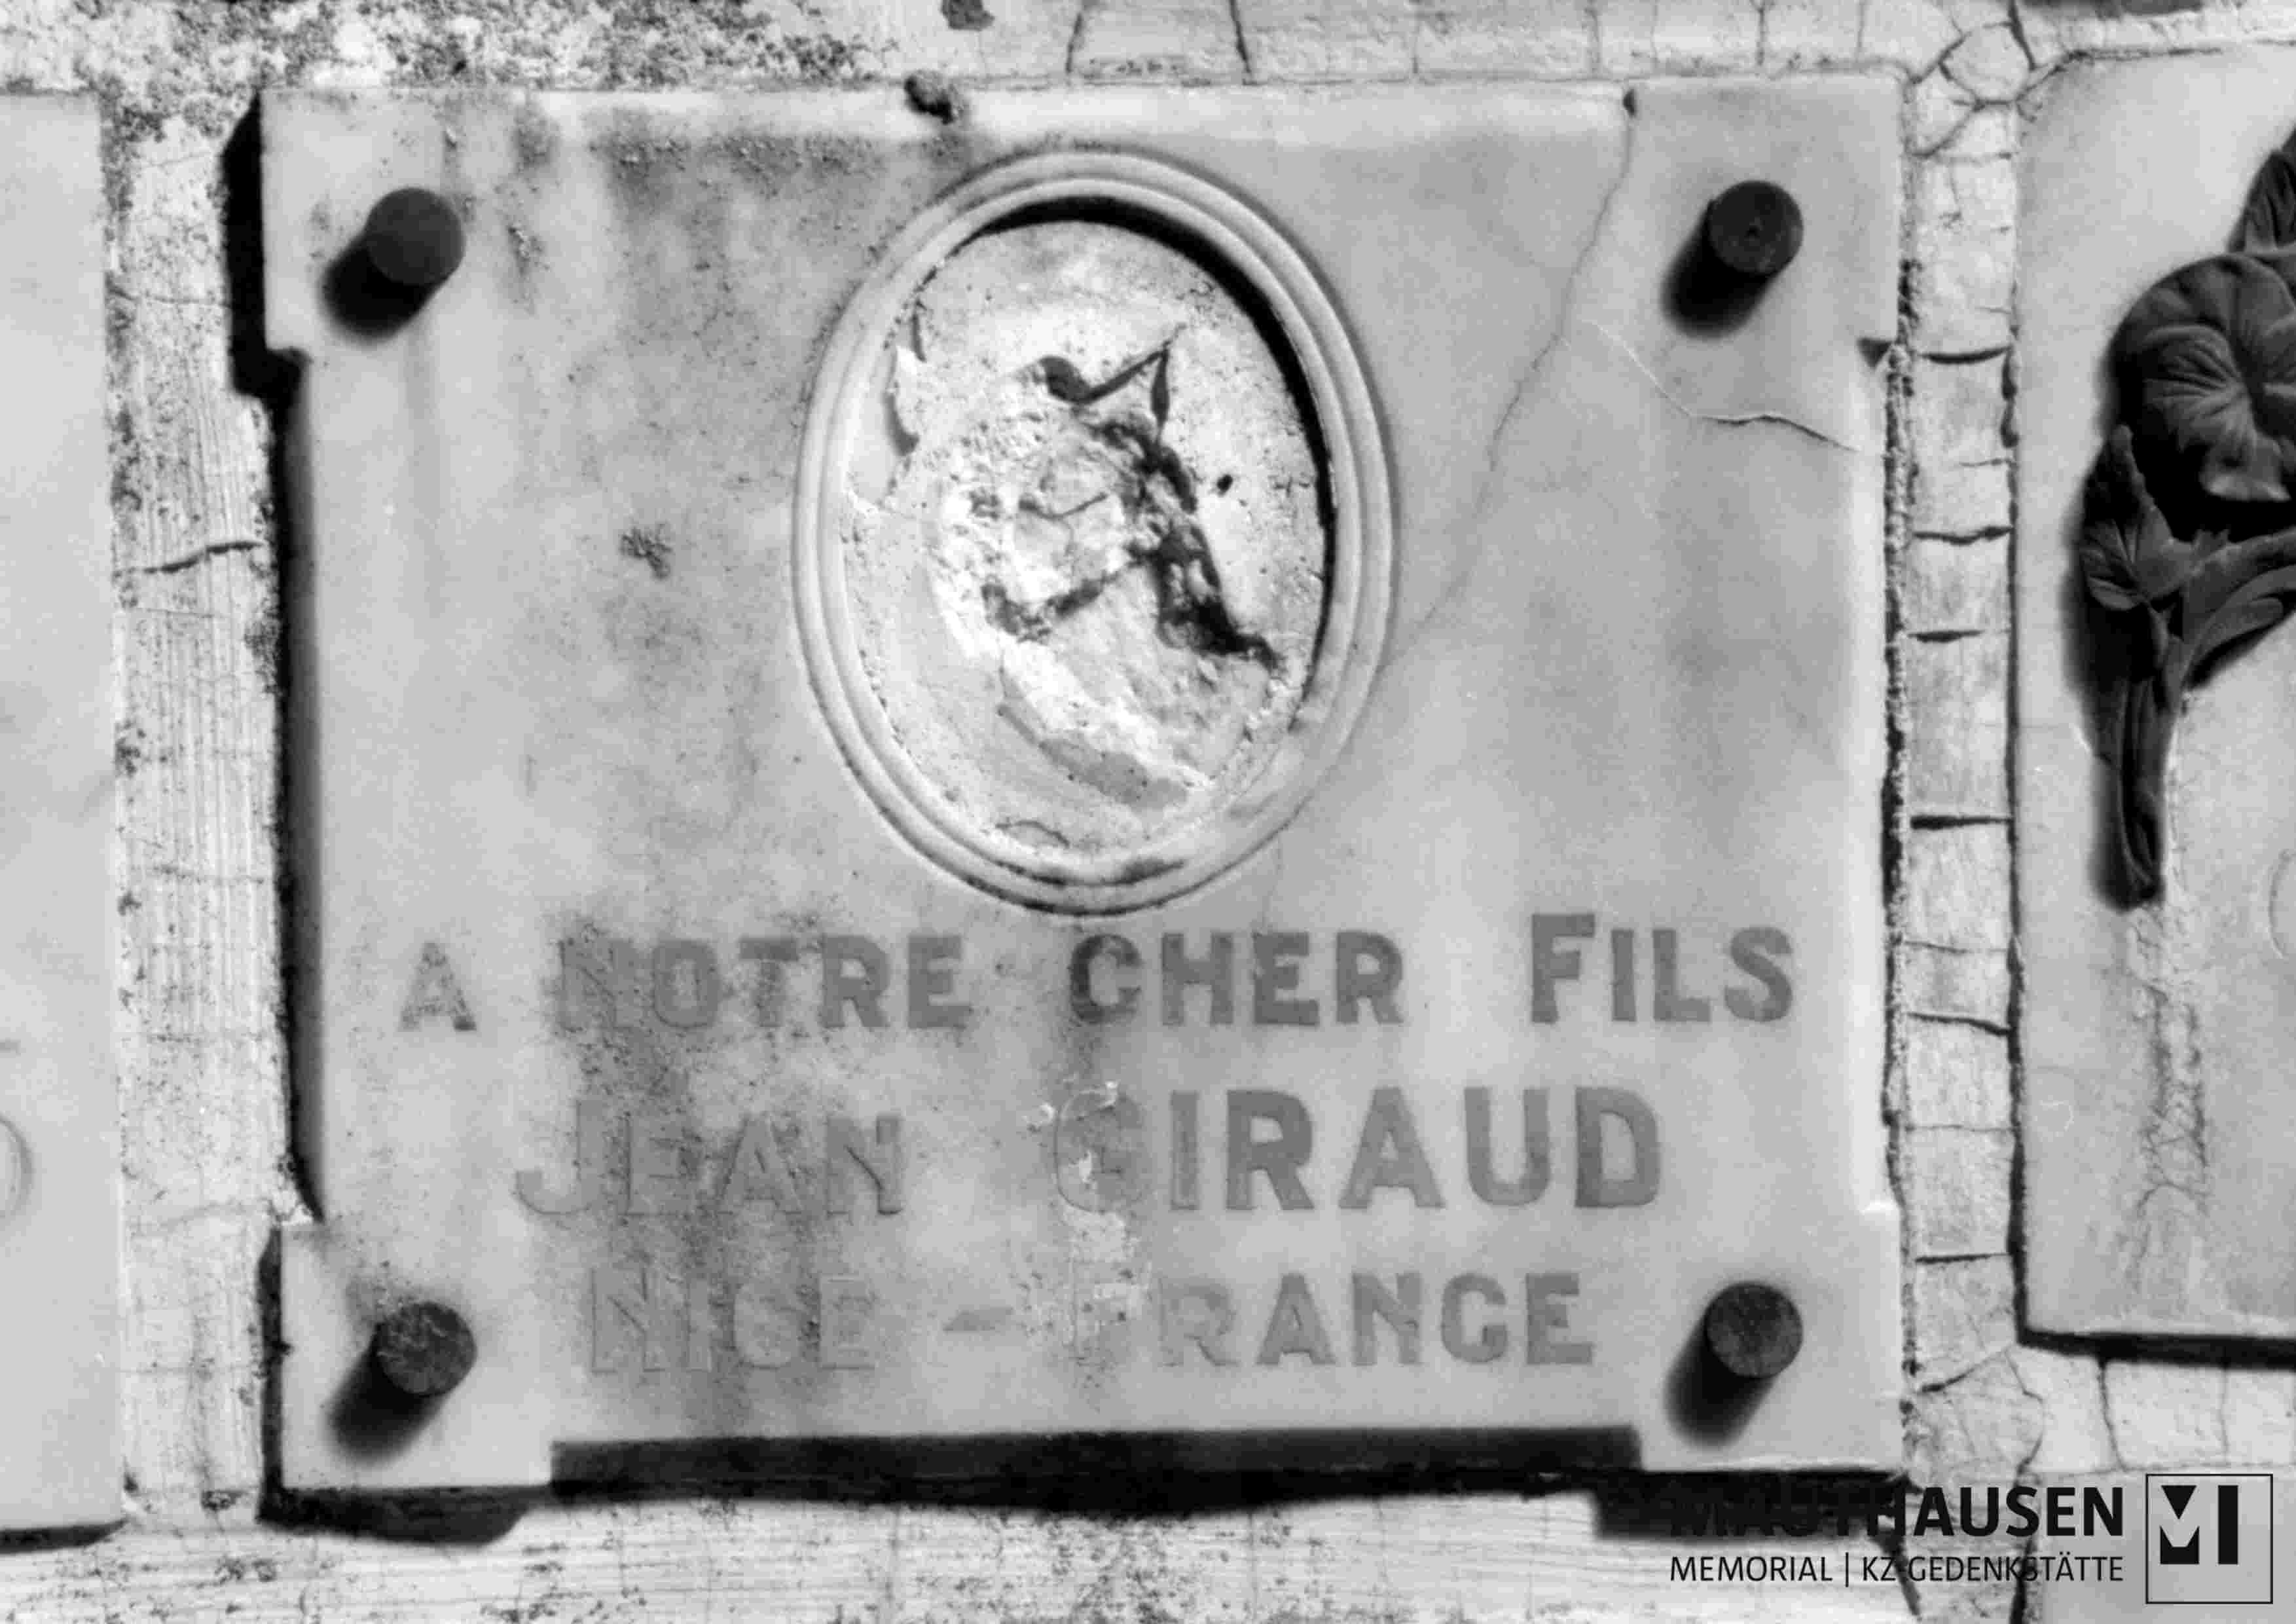 A NOTRE CHER FILS
JEAN GIRAUD
NICE - FRANCE
MAUTHAUSEN
MEMORIAL | KZ-GEDENKSTÄTTE